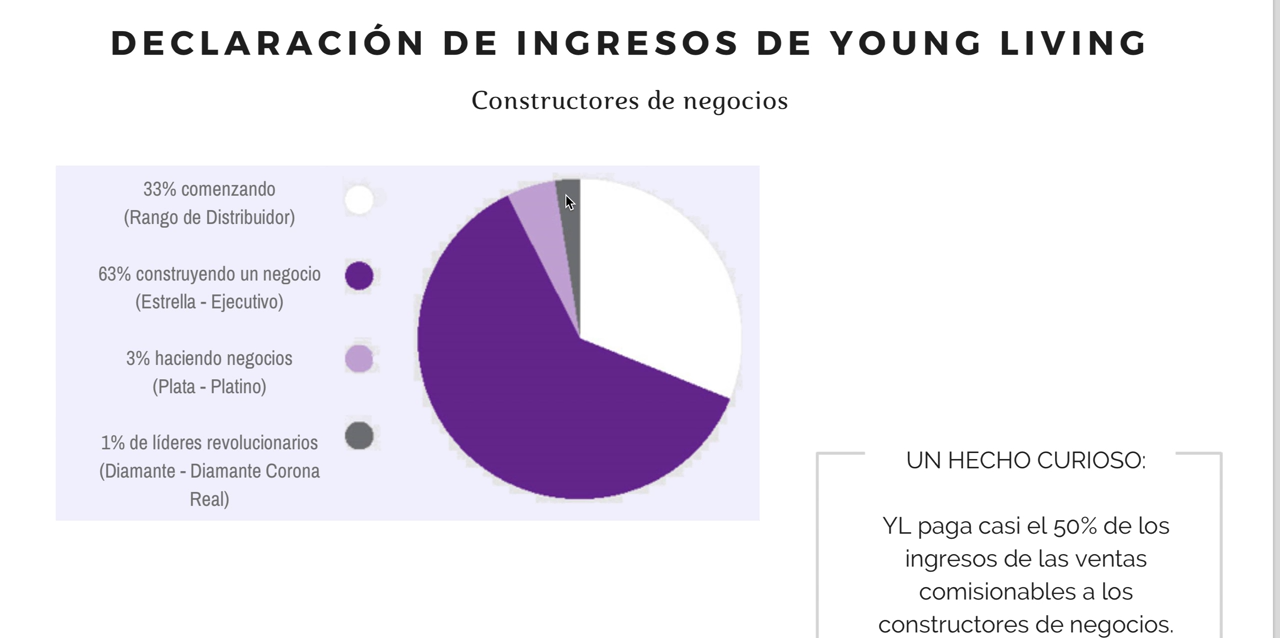 DECLARACIÓN DE INGRESOS DE YOUNG LIVING
Constructores de negocios
33% comenzando
(Rango de Distribuidor)
63% construyendo un negocio
(Estrella - Ejecutivo)
3% haciendo negocios
(Plata - Platino)
1% de líderes revolucionarios
(Diamante - Diamante Corona
Real)
UN HECHO CURIOSO:
YL paga casi el 50% de los
ingresos de las ventas
comisionables a los
constructores de negocios.